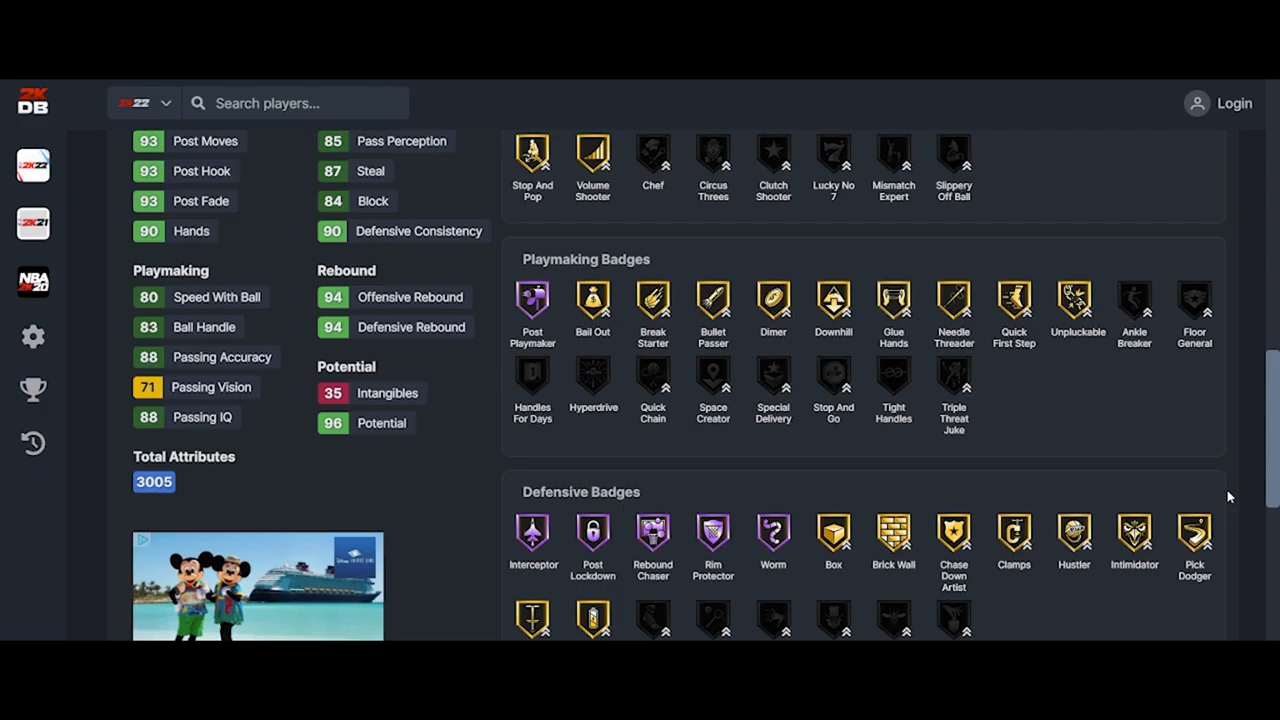 2K
DB
2K22
Search players...
Login
2K22
2K21
NBA
2K20
93 Post Moves
93 Post Hook
93 Post Fade
90 Hands
Playmaking
80 Speed With Ball
83 Ball Handle
88 Passing Accuracy
71 Passing Vision
88 Passing IQ
Total Attributes
3005
85 Pass Perception
87 Steal
84 Block
90 Defensive Consistency
Rebound
94 Offensive Rebound
94 Defensive Rebound
Potential
35 Intangibles
96 Potential
Stop And Pop
Volume Shooter
Chef
Circus Threes
Clutch Shooter
Lucky No 7
Mismatch Expert
Slippery Off Ball
Playmaking Badges
Post Playmaker
Bail Out
Break Starter
Bullet Passer
Dimer
Downhill
Glue Hands
Needle Threader
Quick First Step
Unpluckable
Ankle Breaker
Floor General
Handles For Days
Hyperdrive
Quick Chain
Space Creator
Special Delivery
Stop And Go
Tight Handles
Triple Threat Juke
Defensive Badges
Interceptor
Post Lockdown
Rebound Chaser
Rim Protector
Worm
Box
Brick Wall
Chase Down Artist
Clamps
Hustler
Intimidator
Pick Dodger